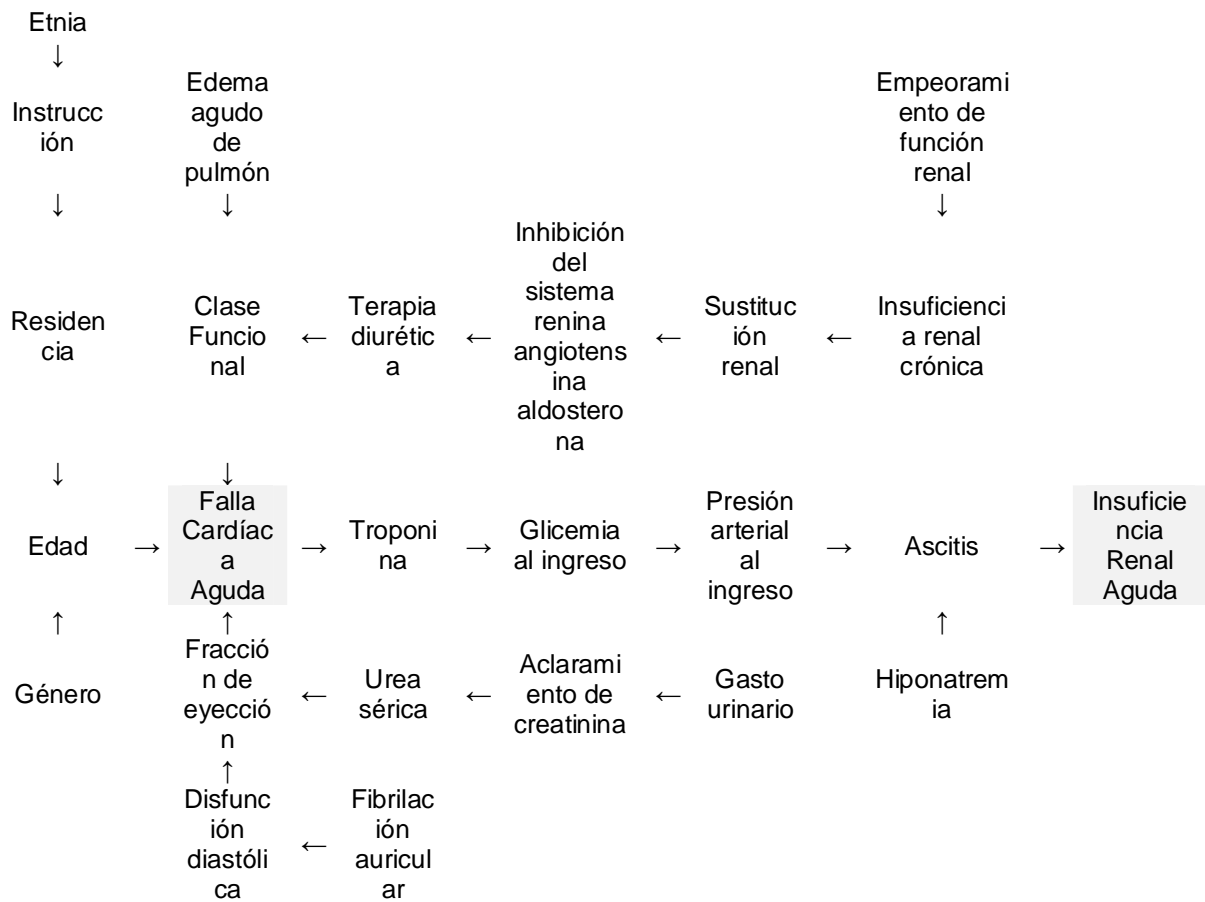 Etnia
↓
Instrucc
ión
Edema
agudo
de
pulmón
Empeorami
ento de
función
renal
↓ ↓ ↓
Residen
cia
Clase
Funcio
nal
←
Terapia
diurétic
a
←
Inhibición
del
sistema
renina
angiotens
ina
aldostero
na
←
Sustituc
ión
renal
←
Insuficienci
a renal
crónica
↓ ↓
Edad
→
Falla
Cardíac
a
Aguda
→
Troponi
na
→
Glicemia
al ingreso
→
Presión
arterial
al
ingreso
→
Ascitis
→
Insuficie
ncia
Renal
Aguda
↑ ↑ ↑
Género
Fracció
n de
eyecció
n
←
Urea
sérica
←
Aclarami
ento de
creatinina
←
Gasto
urinario
Hiponatrem
ia
↑
Disfunc
ión
diastóli
ca
←
Fibrilac
ión
auricul
ar